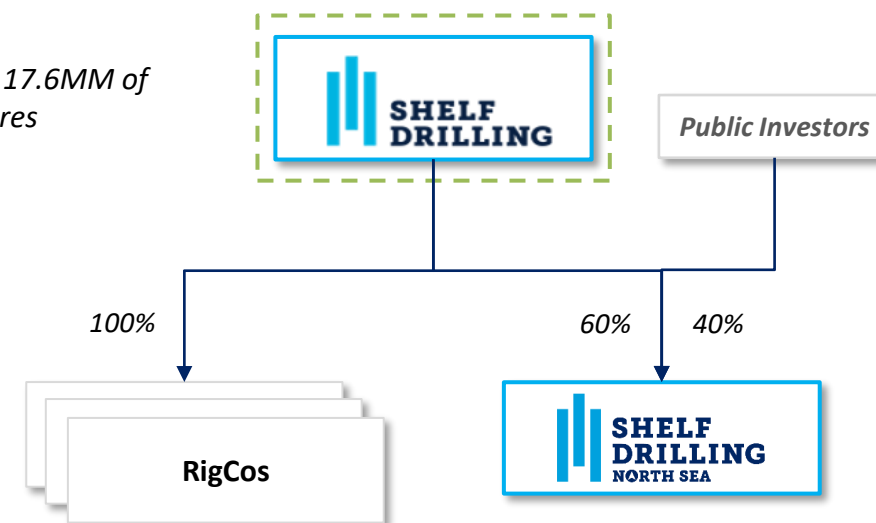 17.6MM of
res
SHELF
DRILLING
Public Investors
100%
60%
40%
RigCos
SHELF
DRILLING
NORTH SEA